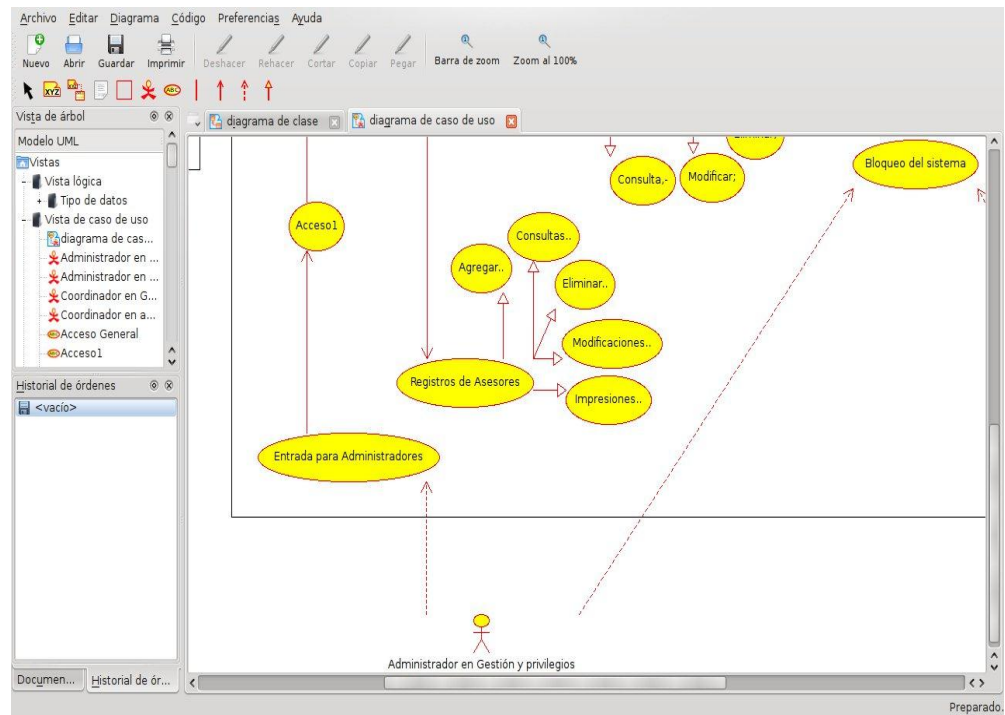 Archivo Editar Diagrama Código Preferencias Ayuda
Nuevo Abrir Guardar Imprimir Deshacer Rehacer Cortar Copiar Pegar Barra de zoom Zoom al 100%
XYZ ABC
Vista de árbol
diagrama de clase diagrama de caso de uso
Modelo UML
Vistas
Vista lógica
Tipo de datos
Vista de caso de uso
diagrama de cas...
Administrador en ...
Administrador en ...
Coordinador en G...
Coordinador en a...
Acceso General
Acceso1
Historial de órdenes
<vacío>
Documen... Historial de ór...
Eliminar,
Bloqueo del sistema
Consulta,-
Modificar;
Acceso1
Consultas..
Agregar..
Eliminar..
Modificaciones..
Registros de Asesores
Impresiones..
Entrada para Administradores
Administrador en Gestión y privilegios
Preparado.